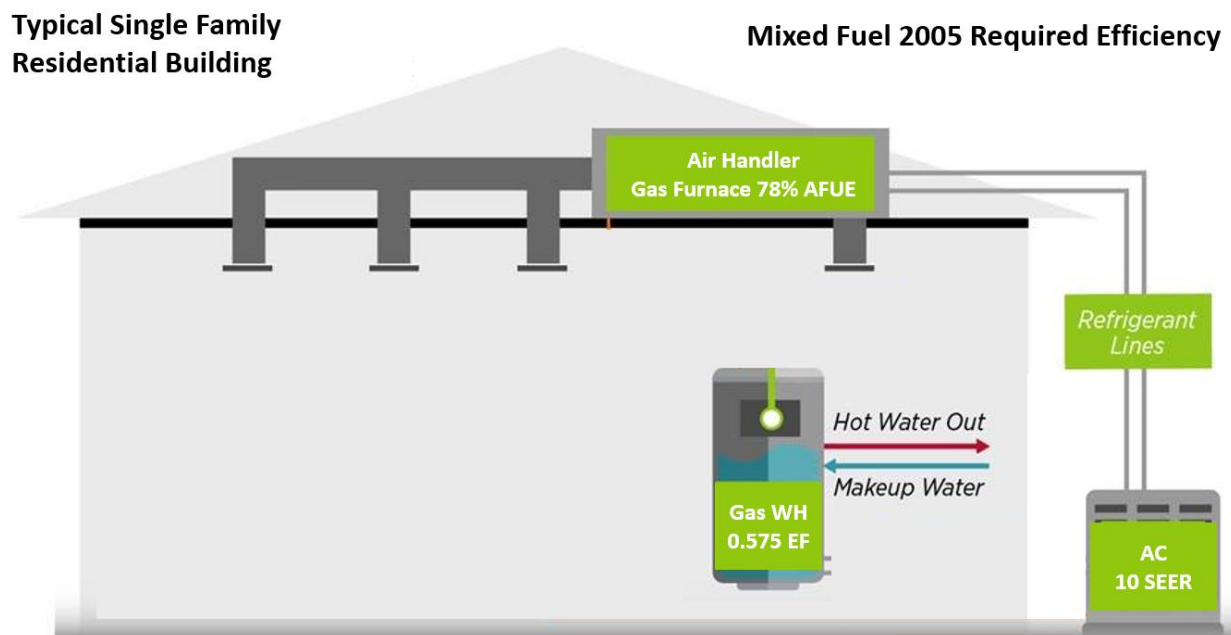 Typical Single Family
Residential Building
Mixed Fuel 2005 Required Efficiency
Air Handler
Gas Furnace 78% AFUE
Refrigerant
Lines
Hot Water Out
Makeup Water
Gas WH
0.575 EF
AC
10 SEER